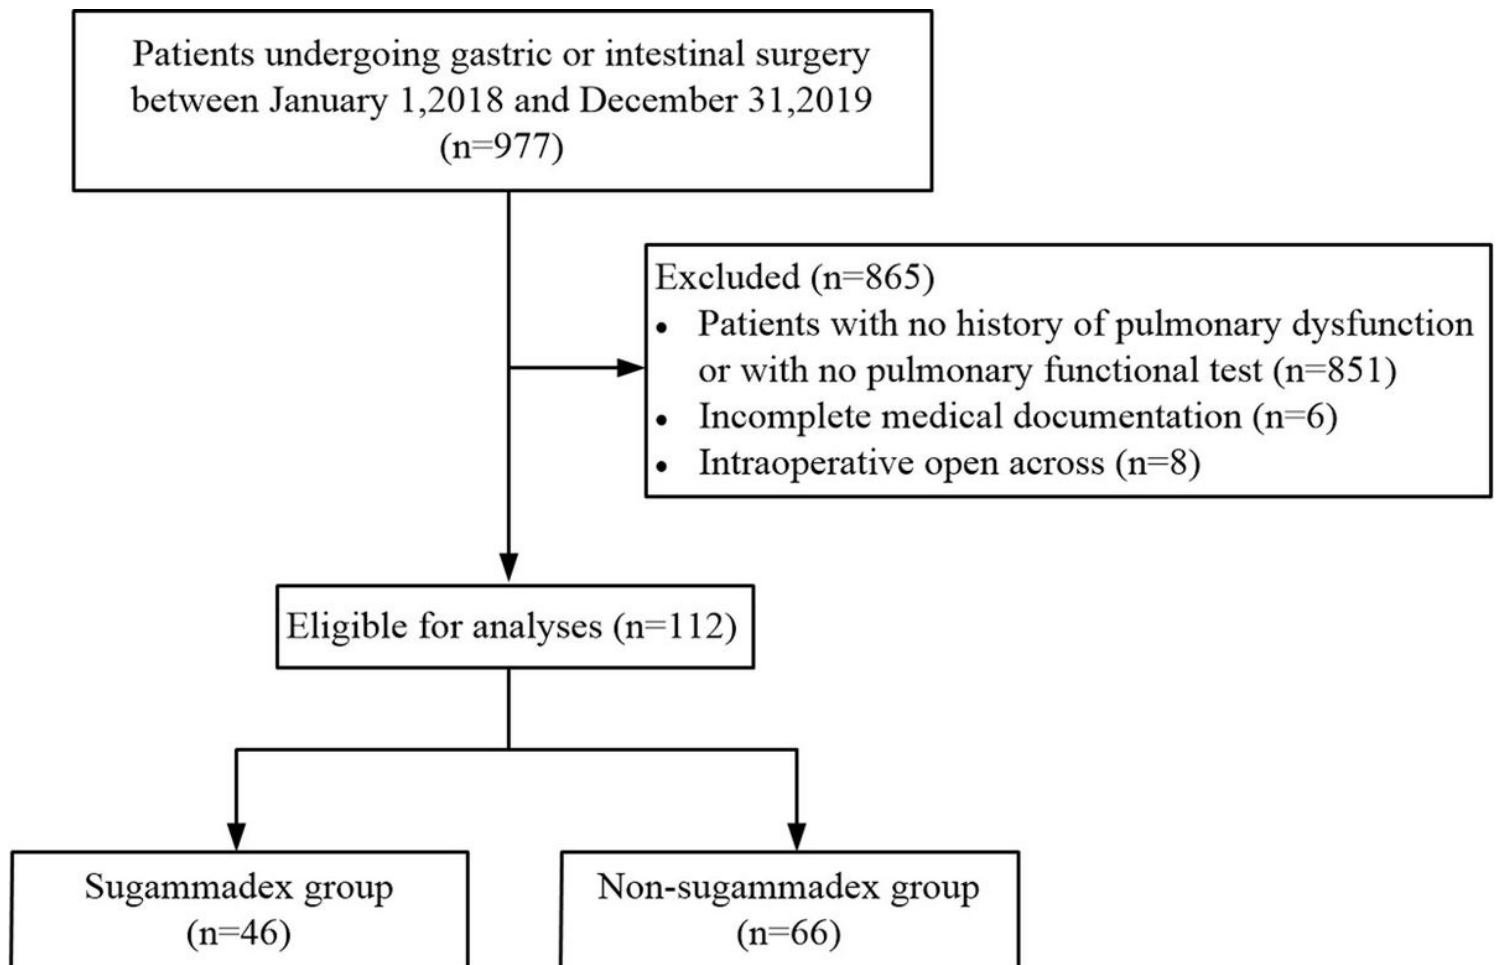 Patients undergoing gastric or intestinal surgery
between January 1,2018 and December 31,2019
(n=977)
Excluded (n=865)
• Patients with no history of pulmonary dysfunction
or with no pulmonary functional test (n=851)
• Incomplete medical documentation (n=6)
• Intraoperative open across (n=8)
Eligible for analyses (n=112)
Sugammadex group
(n=46)
Non-sugammadex group
(n=66)